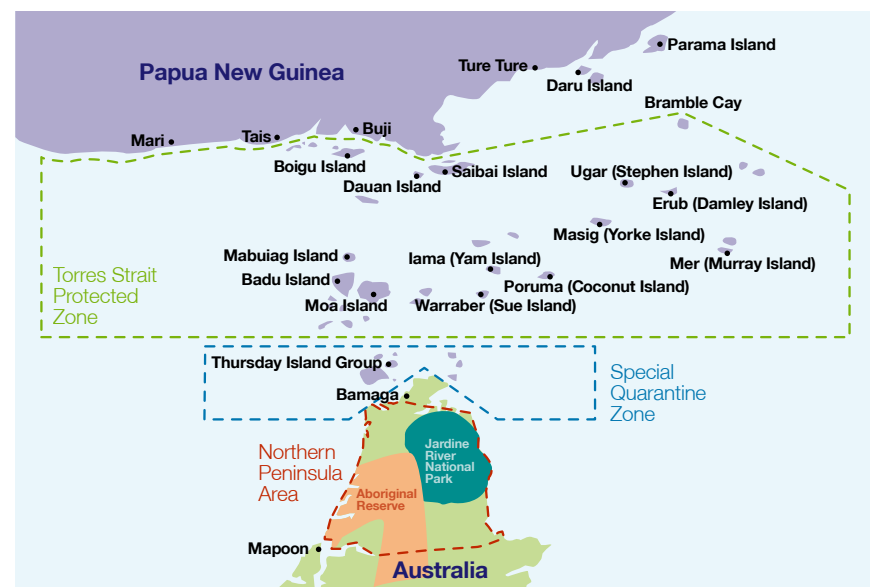 Parama Island
Ture Ture
Papua New Guinea
Daru Island
Bramble Cay
Buji
Tais
Mari
Boigu Island
Saibai Island
Ugar (Stephen Island)
Dauan Island
Erub (Damley Island)
Masig (Yorke Island)
Mabuiag Island
Iama (Yam Island)
Mer (Murray Island)
Badu Island
Poruma (Coconut Island)
Torres Strait
Protected
Zone
Moa Island
Warraber (Sue Island)
Thursday Island Group
Special
Quarantine
Zone
Bamaga
Northern
Peninsula
Area
Jardine
River
National
Park
Aboriginal
Reserve
Mapoon
Australia